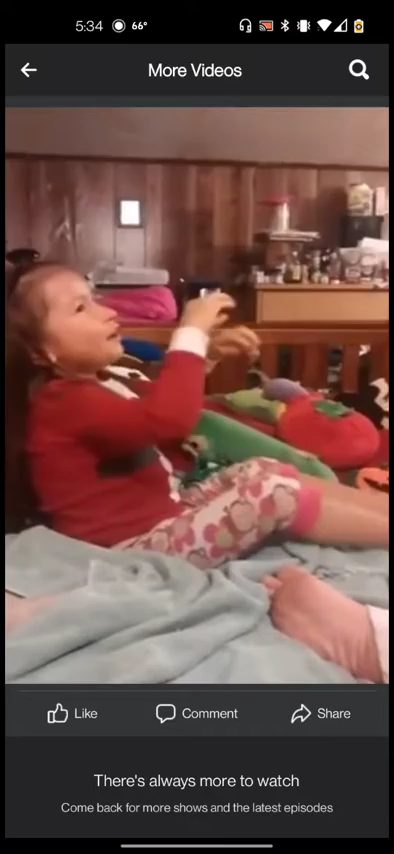 5:34 66°
More Videos
Like Comment Share
There's always more to watch
Come back for more shows and the latest episodes